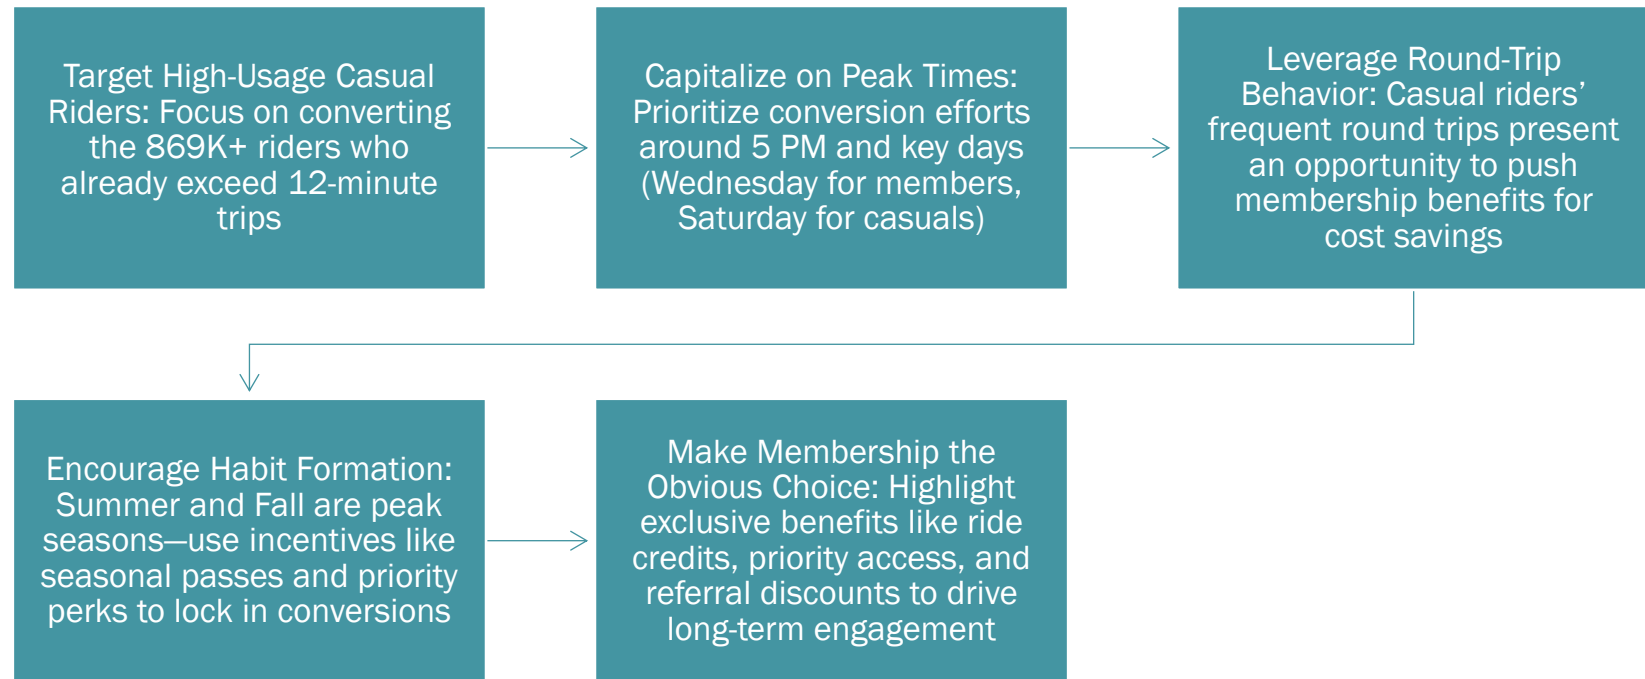 Target High-Usage Casual
Riders: Focus on converting
the 869K+ riders who
already exceed 12-minute
trips
Capitalize on Peak Times:
Prioritize conversion efforts
around 5 PM and key days
(Wednesday for members,
Saturday for casuals)
Leverage Round-Trip
Behavior: Casual riders’
frequent round trips present
an opportunity to push
membership benefits for
cost savings
Encourage Habit Formation:
Summer and Fall are peak
seasons—use incentives like
seasonal passes and priority
perks to lock in conversions
Make Membership the
Obvious Choice: Highlight
exclusive benefits like ride
credits, priority access, and
referral discounts to drive
long-term engagement